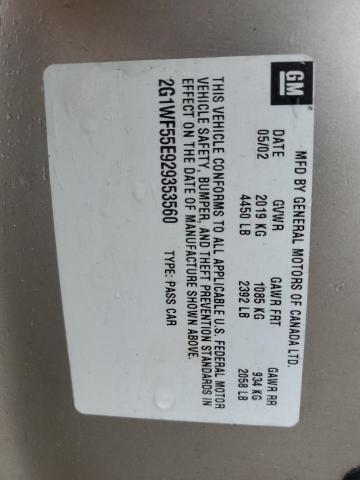 GM
MFD BY GENERAL MOTORS OF CANADA LTD.
DATE GVWR GAWR FRT GAWR RR
05/02 2019 KG 1085 KG 934 KG
4450 LB 2392 LB 2058 LB
THIS VEHICLE CONFORMS TO ALL APPLICABLE U.S. FEDERAL MOTOR
VEHICLE SAFETY, BUMPER, AND THEFT PREVENTION STANDARDS IN
EFFECT ON THE DATE OF MANUFACTURE SHOWN ABOVE.
2G1WF55E929353560 TYPE: PASS CAR